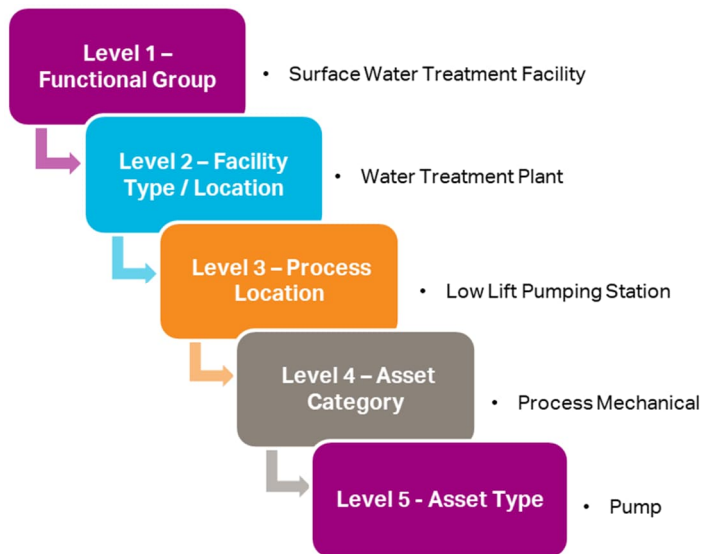 Level 1 –
Functional Group
• Surface Water Treatment Facility
Level 2 – Facility
Type / Location
• Water Treatment Plant
Level 3 – Process
Location
• Low Lift Pumping Station
Level 4 – Asset
Category
• Process Mechanical
Level 5 - Asset Type
• Pump